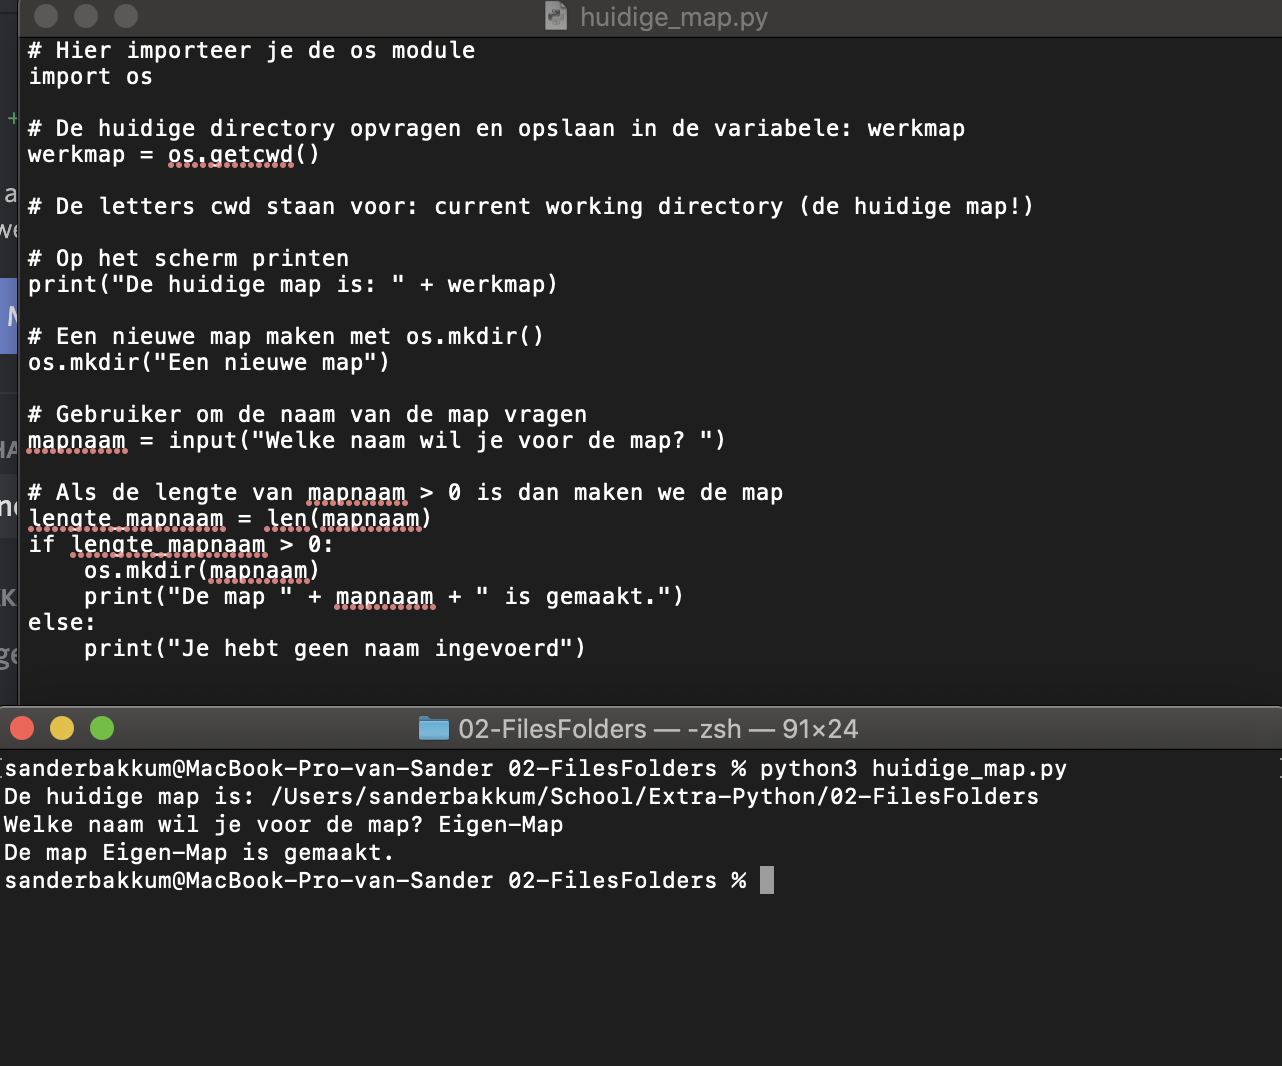 huidige_map.py
# Hier importeer je de os module
import os
# De huidige directory opvragen en opslaan in de variabele: werkmap
werkmap = os.getcwd()
# De letters cwd staan voor: current working directory (de huidige map!)
# Op het scherm printen
print("De huidige map is: " + werkmap)
# Een nieuwe map maken met os.mkdir()
os.mkdir("Een nieuwe map")
# Gebruiker om de naam van de map vragen
mapnaam = input("Welke naam wil je voor de map? ")
# Als de lengte van mapnaam > 0 is dan maken we de map
lengte_mapnaam = len(mapnaam)
if lengte_mapnaam > 0:
    os.mkdir(mapnaam)
    print("De map " + mapnaam + " is gemaakt.")
else:
    print("Je hebt geen naam ingevoerd")
02-FilesFolders — -zsh — 91×24
sanderbakkum@MacBook-Pro-van-Sander 02-FilesFolders % python3 huidige_map.py
De huidige map is: /Users/sanderbakkum/School/Extra-Python/02-FilesFolders
Welke naam wil je voor de map? Eigen-Map
De map Eigen-Map is gemaakt.
sanderbakkum@MacBook-Pro-van-Sander 02-FilesFolders %